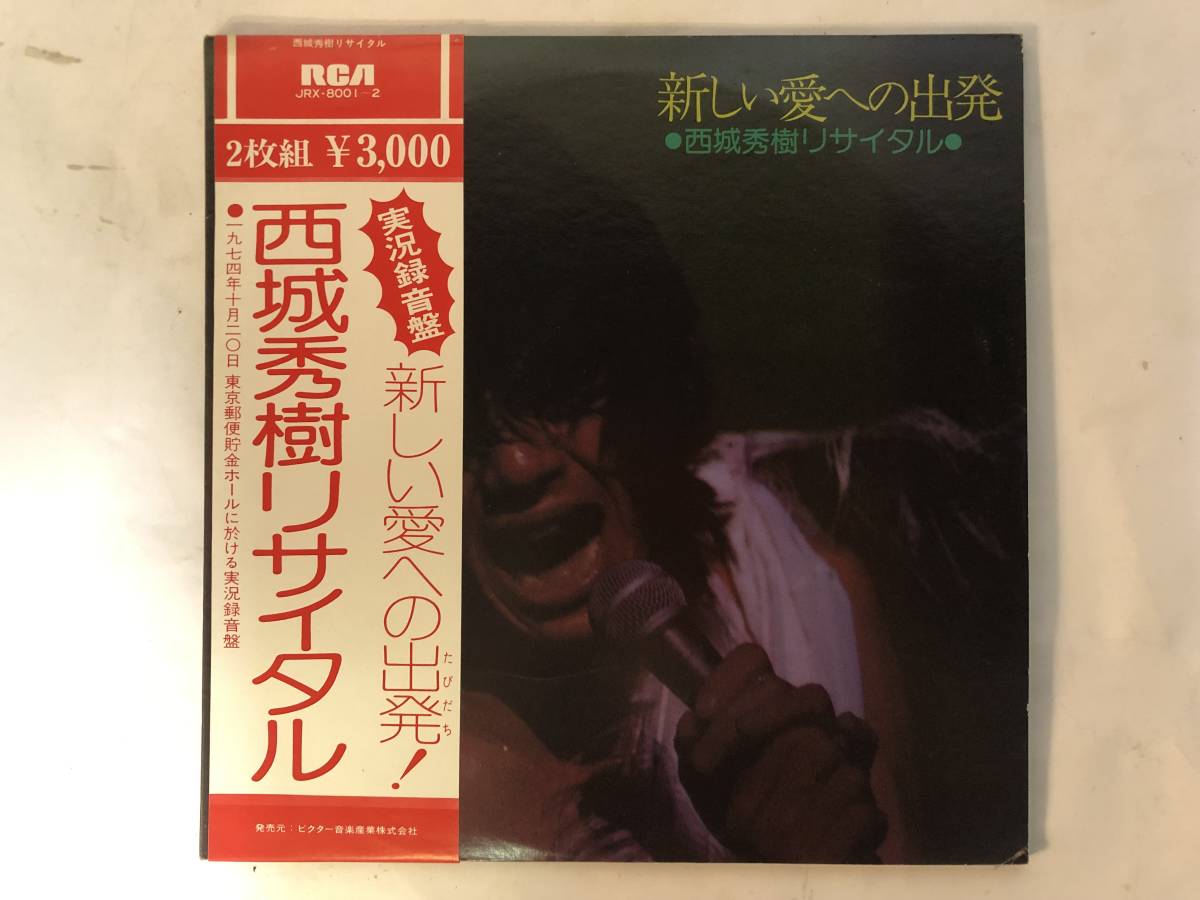 西城秀樹リサイタル
RCA
JRX-8001~2
2枚組 ¥3,000
実況録音盤
新しい愛への出発!
たびだち
西城秀樹リサイタル
●一九七四年十月二〇日 東京郵便貯金ホールに於ける実況録音盤
発売元：ビクター音楽産業株式会社
新しい愛への出発
●西城秀樹リサイタル●